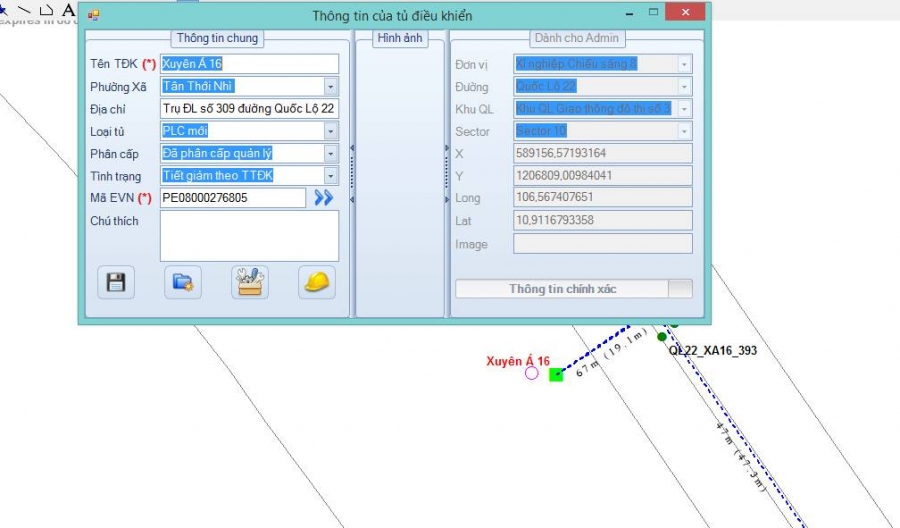 A
Thông tin của tủ điều khiển
Thông tin chung
Tên TĐK (*) Xuyên Á 16
Phường Xã Tân Thới Nhì
Địa chỉ Trụ ĐL số 309 đường Quốc Lộ 22
Loại tủ PLC mới
Phân cấp Đã phân cấp quản lý
Tình trạng Tiết giảm theo TTĐK
Mã EVN (*) PE08000276805
Chú thích
Hình ảnh
Dành cho Admin
Đơn vị Xí nghiệp Chiếu sáng 8
Đường Quốc Lộ 22
Khu QL Khu QL Giao thông đô thị số 3
Sector Sector 10
X 589156,57193164
Y 1206809,00984041
Long 106,567407651
Lat 10,9116793358
Image
Thông tin chính xác
Xuyên Á 16
67m (19.1m)
QL22_XA16_393
47m (47.3m)